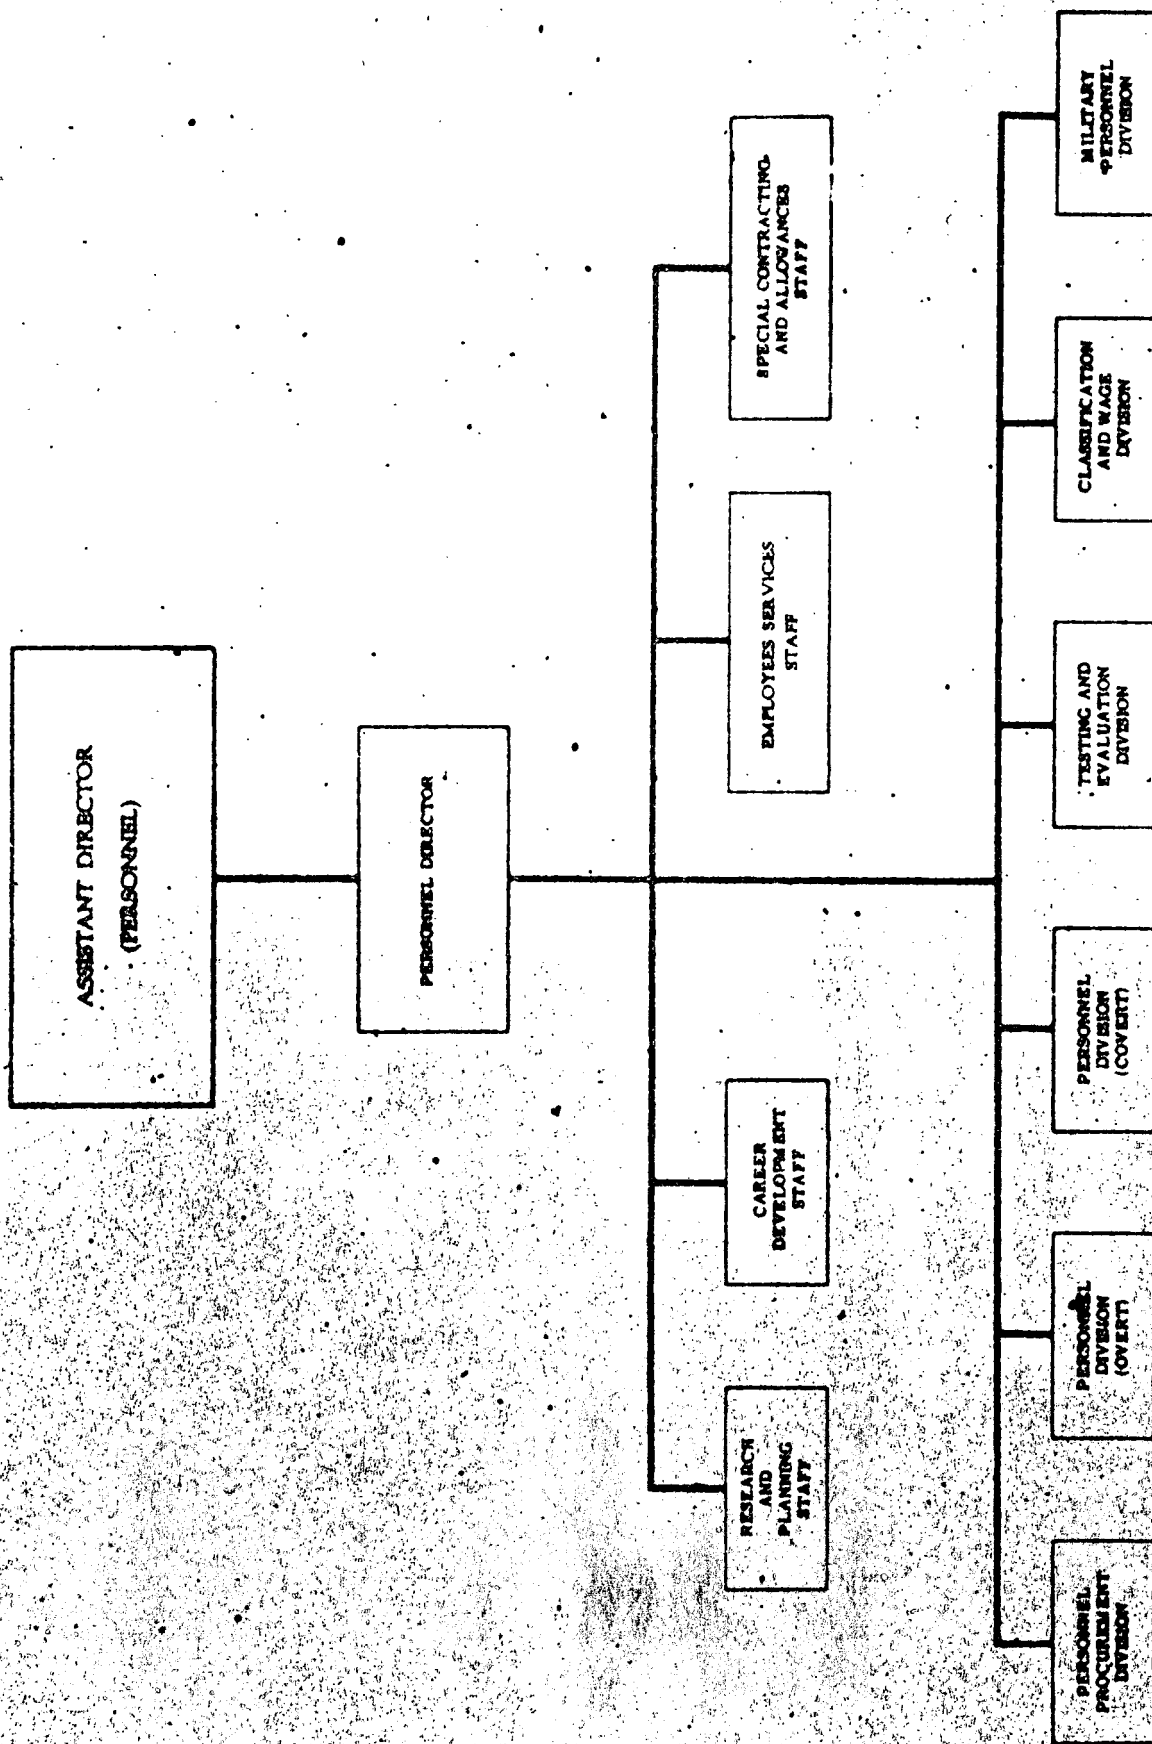 ASSISTANT DIRECTOR
(PERSONNEL)
PERSONNEL DIRECTOR
RESEARCH
AND
PLANNING
STAFF
CAREER
DEVELOPMENT
STAFF
EMPLOYEES SERVICES
STAFF
SPECIAL CONTRACTING
AND ALLOWANCES
STAFF
PERSONNEL
PROCUREMENT
DIVISION
PERSONNEL
DIVISION
(OVERT)
PERSONNEL
DIVISION
(COVERT)
TESTING AND
EVALUATION
DIVISION
CLASSIFICATION
AND WAGE
DIVISION
MILITARY
PERSONNEL
DIVISION